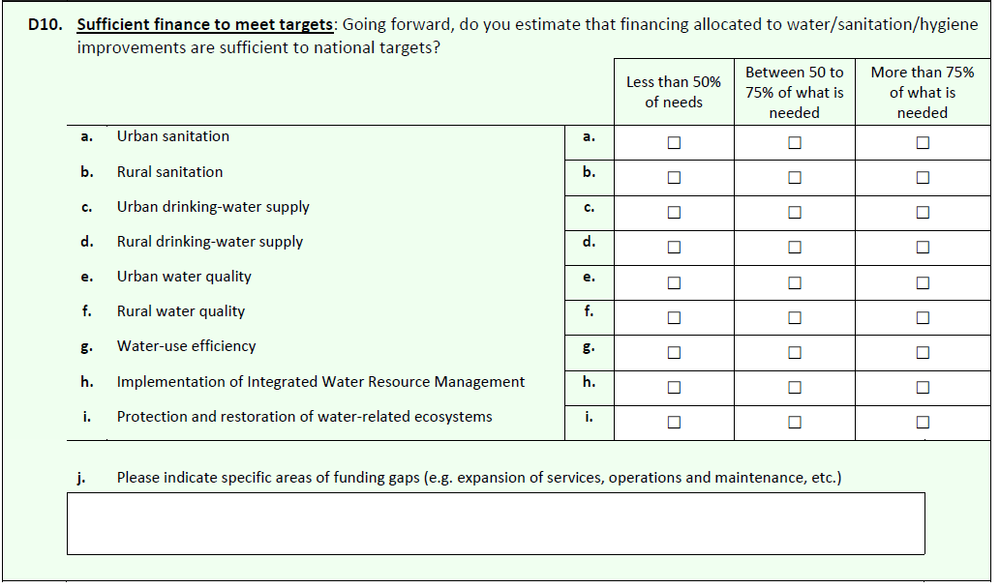 D10. Sufficient finance to meet targets: Going forward, do you estimate that financing allocated to water/sanitation/hygiene
improvements are sufficient to national targets?
Less than 50%
of needs
Between 50 to
75% of what is
needed
More than 75%
of what is
needed
a. Urban sanitation a. ☐ ☐ ☐
b. Rural sanitation b. ☐ ☐ ☐
c. Urban drinking-water supply c. ☐ ☐ ☐
d. Rural drinking-water supply d. ☐ ☐ ☐
e. Urban water quality e. ☐ ☐ ☐
f. Rural water quality f. ☐ ☐ ☐
g. Water-use efficiency g. ☐ ☐ ☐
h. Implementation of Integrated Water Resource Management h. ☐ ☐ ☐
i. Protection and restoration of water-related ecosystems i. ☐ ☐ ☐
j. Please indicate specific areas of funding gaps (e.g. expansion of services, operations and maintenance, etc.)